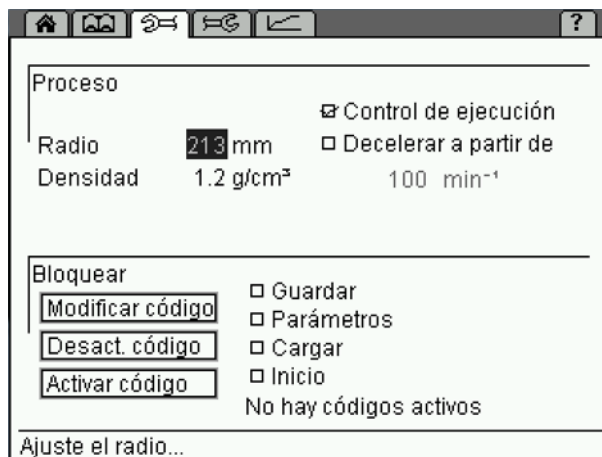 ?
Proceso
Control de ejecución
Radio 213 mm
Decelerar a partir de
Densidad 1.2 g/cm³
100 min⁻¹
Bloquear
Modificar código
Desact. código
Activar código
Guardar
Parámetros
Cargar
Inicio
No hay códigos activos
Ajuste el radio...